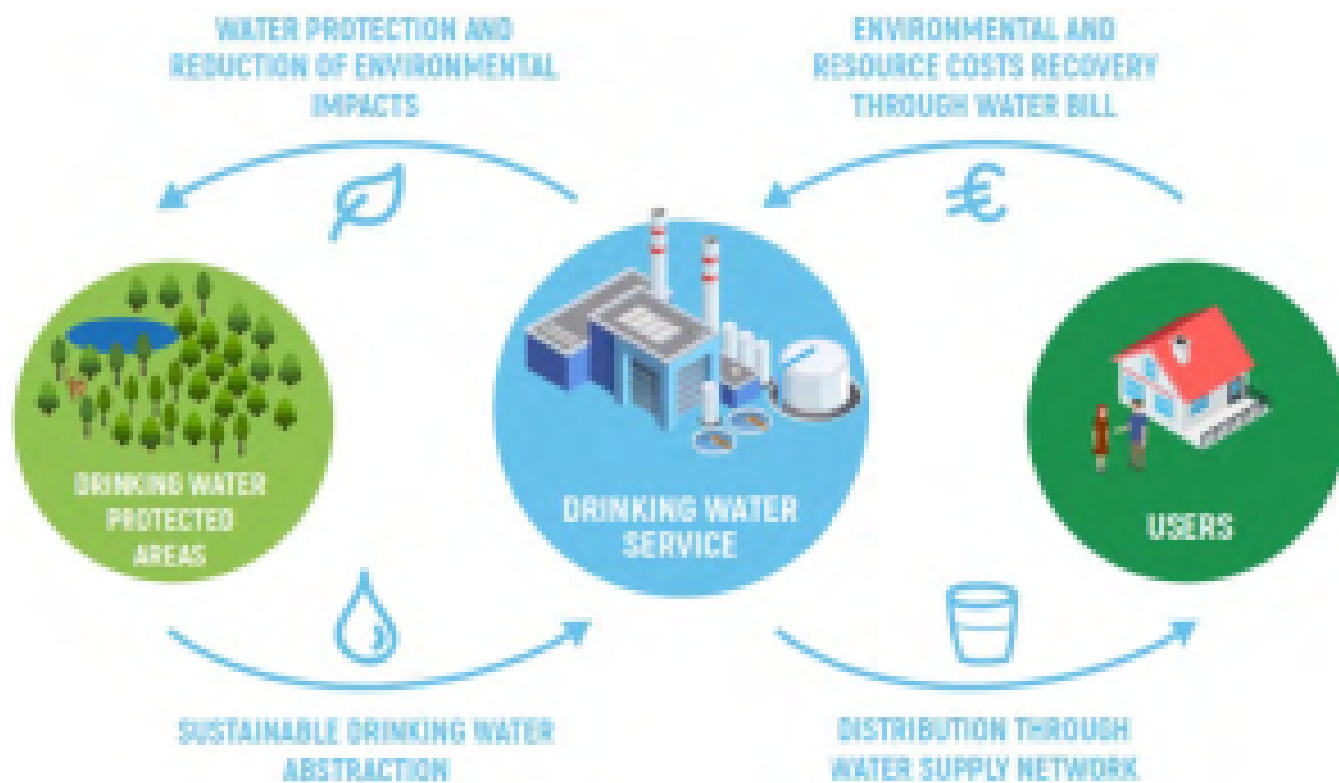 WATER PROTECTION AND
REDUCTION OF ENVIRONMENTAL
IMPACTS
ENVIRONMENTAL AND
RESOURCE COSTS RECOVERY
THROUGH WATER BILL
DRINKING WATER
PROTECTED
AREAS
DRINKING WATER
SERVICE
USERS
SUSTAINABLE DRINKING WATER
ABSTRACTION
DISTRIBUTION THROUGH
WATER SUPPLY NETWORK